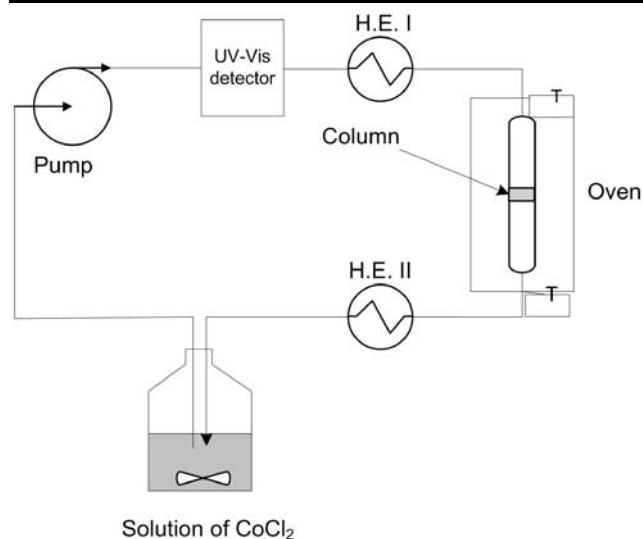 H.E. I
UV-Vis
detector
T
Column
Pump
Oven
H.E. II
T
Solution of CoCl₂